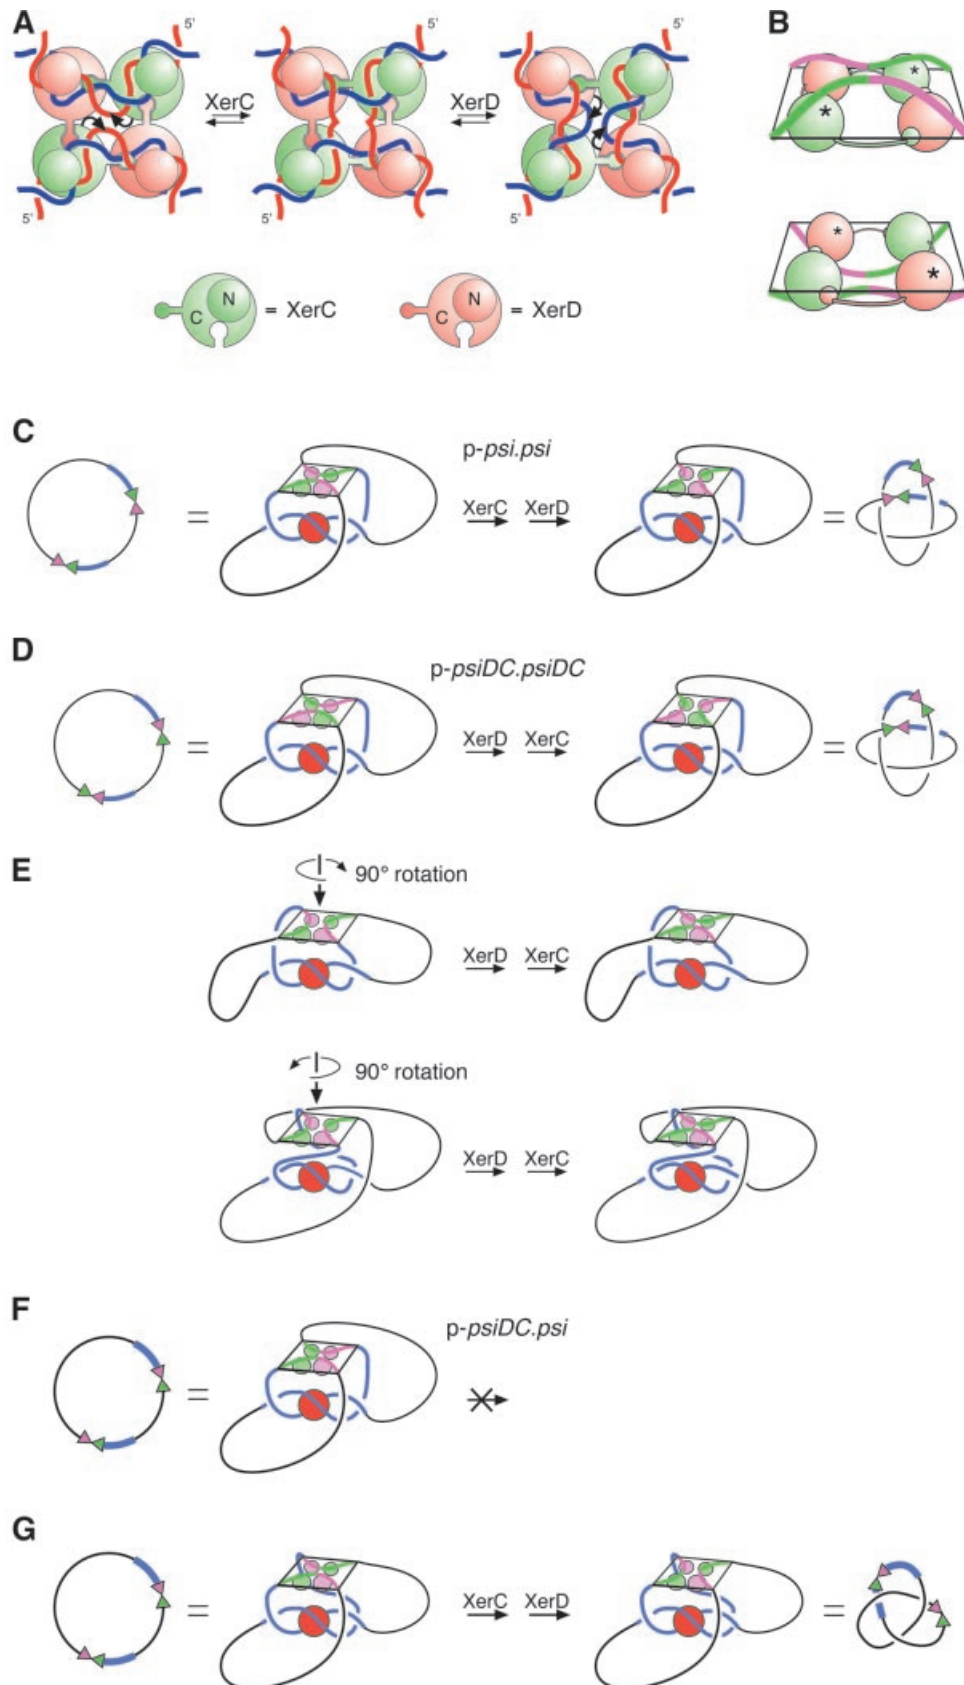 A
5'
5'
5'
5'
5'
5'
XerC
XerD
B
*
*
*
*
C
N
= XerC
C
N
= XerD
C
p-psi.psi
=
XerC XerD
=
D
p-psiDC.psiDC
=
XerD XerC
=
E
90° rotation
XerD XerC
90° rotation
XerD XerC
F
p-psiDC.psi
=
G
=
XerC XerD
=